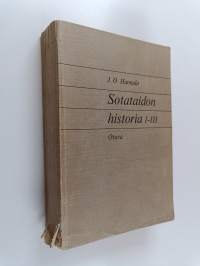 J. O. Hannula
Sotataidon
historia I-III
Otava